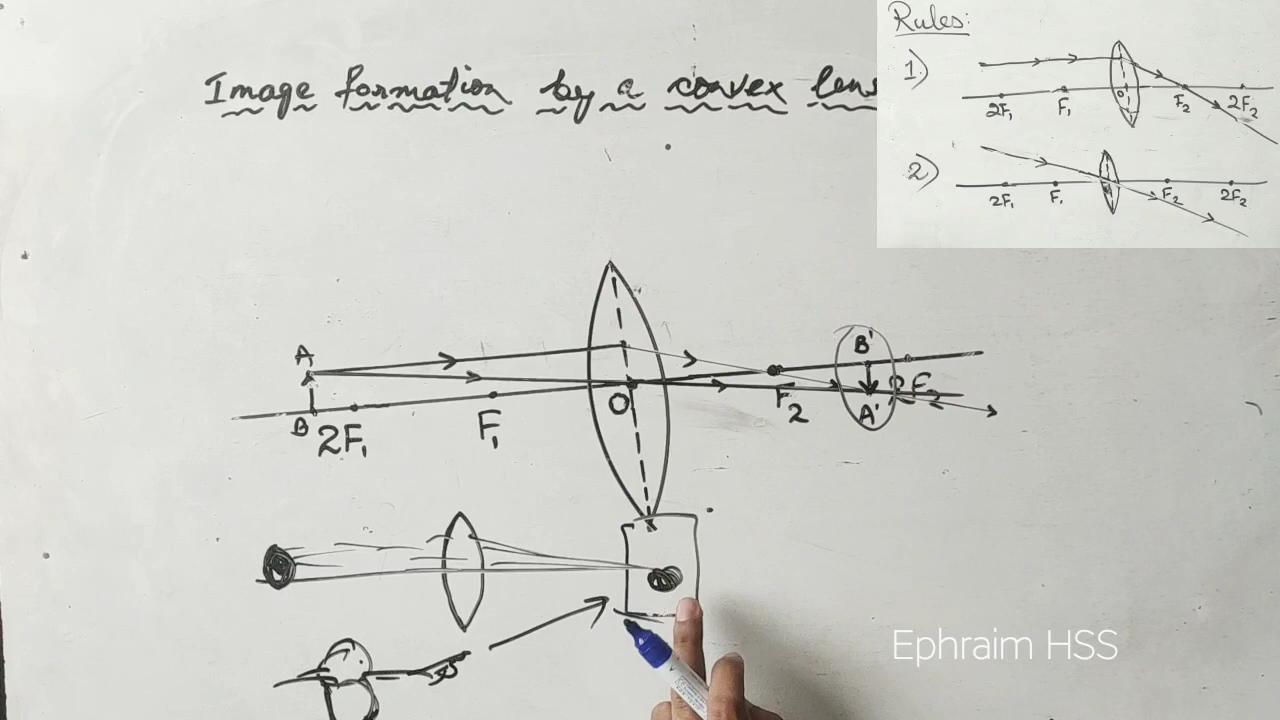 Image formation by a convex lens
Rules:
1)
2F₁ F₁ O F₂ 2F₂
2)
2F₁ F₁ F₂ 2F₂
A
B 2F₁ F₁ O F₂ B' 2F₂
A'
Ephraim HSS